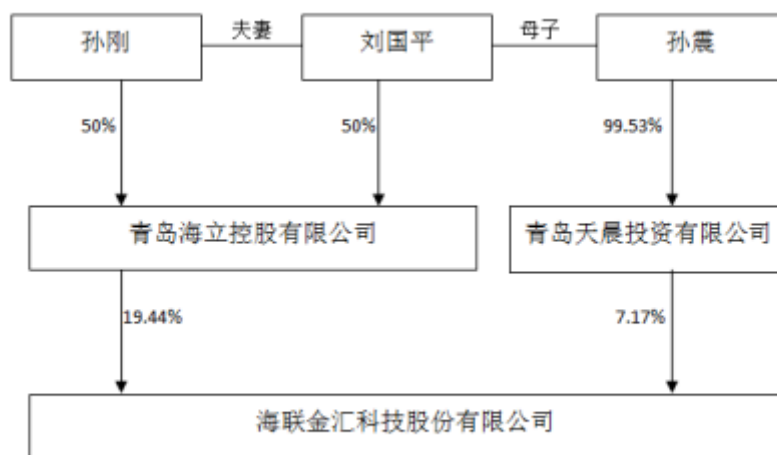 孙刚
夫妻
刘国平
母子
孙震
50%
50%
99.53%
青岛海立控股有限公司
青岛天晨投资有限公司
19.44%
7.17%
海联金汇科技股份有限公司